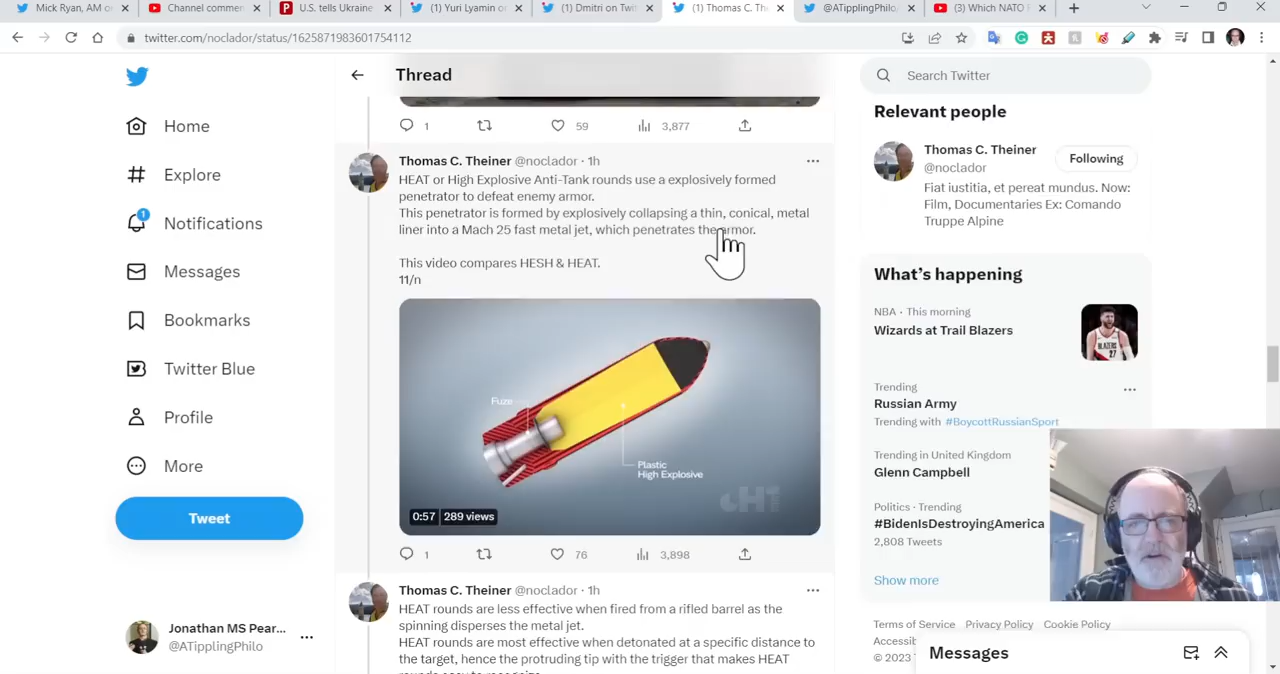 Mick Ryan, AM o
Channel commen
U.S. tells Ukraine
(1) Yuri Lyamin o
(1) Dmitri on Twi
(1) Thomas C. The
@ATipplingPhilo/
(3) Which NATO
twitter.com/noclador/status/1625871983601754112
Home
Explore
1
Notifications
Messages
Bookmarks
Twitter Blue
Profile
More
Tweet
Jonathan MS Pear...
@ATipplingPhilo
Thread
1
59
3,877
Thomas C. Theiner @noclador · 1h
HEAT or High Explosive Anti-Tank rounds use a explosively formed
penetrator to defeat enemy armor.
This penetrator is formed by explosively collapsing a thin, conical, metal
liner into a Mach 25 fast metal jet, which penetrates the armor.
This video compares HESH & HEAT.
11/n
Fuze
Plastic
High Explosive
0:57
289 views
1
76
3,898
Thomas C. Theiner @noclador · 1h
HEAT rounds are less effective when fired from a rifled barrel as the
spinning disperses the metal jet.
HEAT rounds are most effective when detonated at a specific distance to
the target, hence the protruding tip with the trigger that makes HEAT
Search Twitter
Relevant people
Thomas C. Theiner
@noclador
Following
Fiat iustitia, et pereat mundus. Now:
Film, Documentaries Ex: Comando
Truppe Alpine
What's happening
NBA · This morning
Wizards at Trail Blazers
Trending
Russian Army
Trending with #BoycottRussianSport
Trending in United Kingdom
Glenn Campbell
Politics · Trending
#BidenIsDestroyingAmerica
2,808 Tweets
Show more
Terms of Service Privacy Policy Cookie Policy
Accessib
© 2023 T
Messages